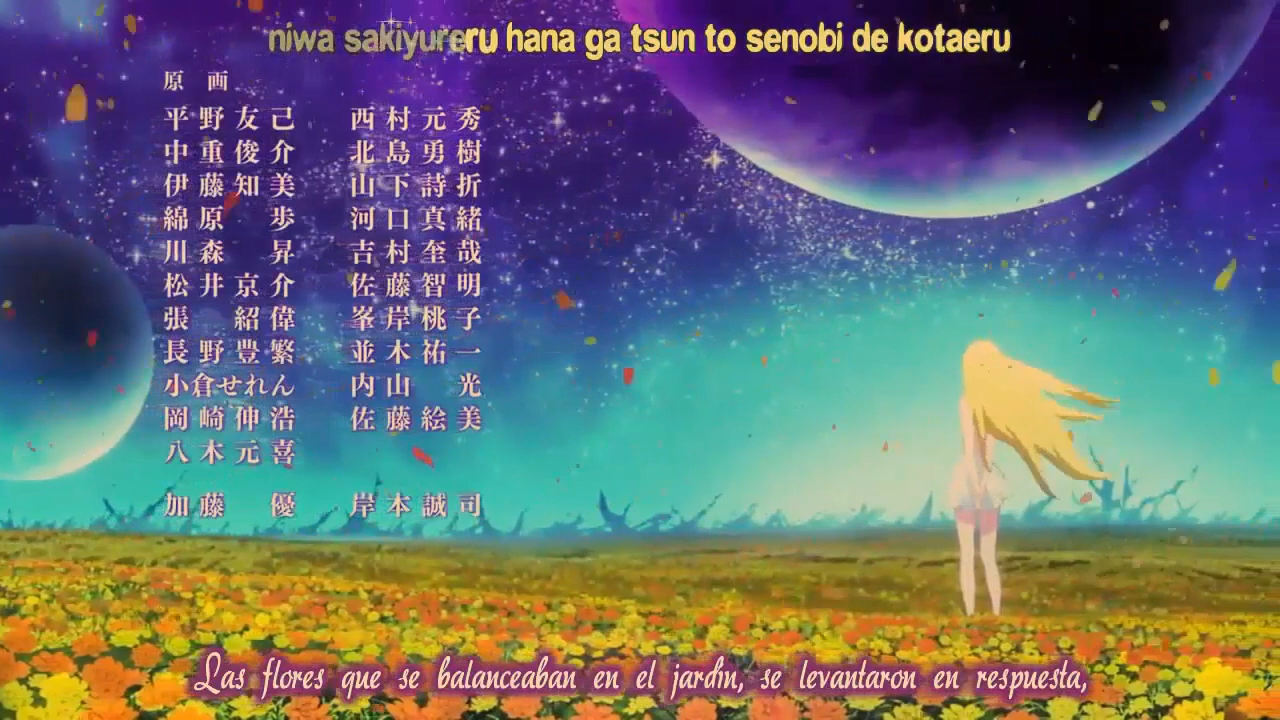 niwa sakiyureru hana ga tsun to senobi de kotaeru
原　画
平野友己　西村元秀
中重俊介　北島勇樹
伊藤知美　山下詩折
綿原　歩　河口真緒
川森　昇　吉村奎哉
松井京介　佐藤智明
張　紹偉　峯岸桃子
長野豊繁　並木祐一
小倉せれん　内山　光
岡崎伸浩　佐藤絵美
八木元喜
加藤　優　岸本誠司
Las flores que se balanceaban en el jardín, se levantaron en respuesta,